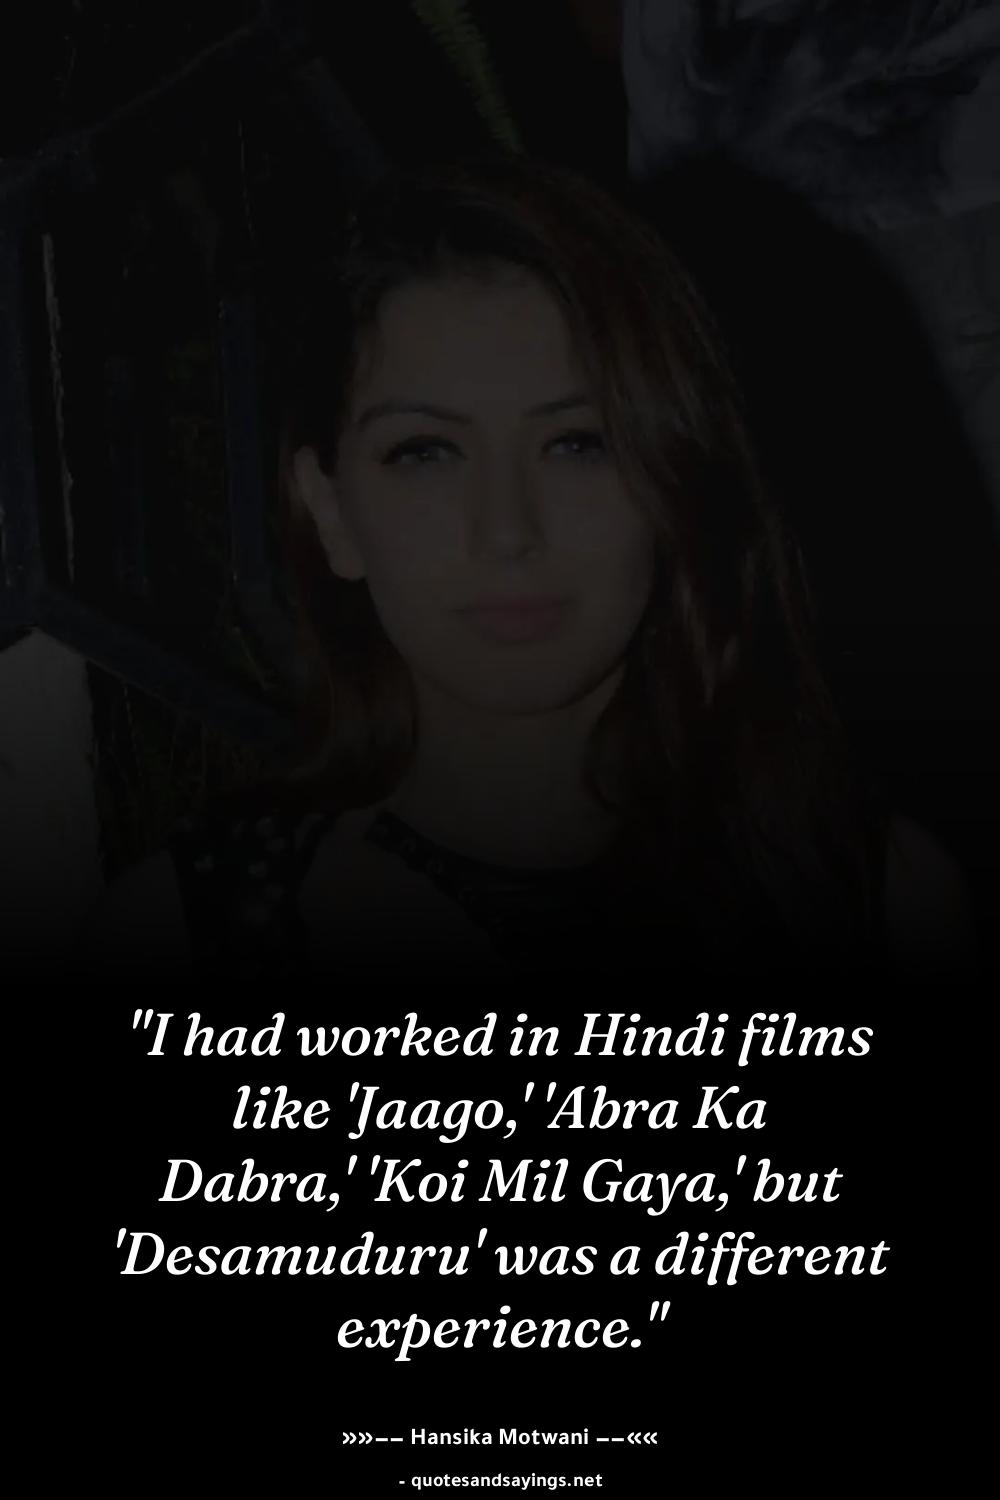 "I had worked in Hindi films
like 'Jaago,' 'Abra Ka
Dabra,' 'Koi Mil Gaya,' but
'Desamuduru' was a different
experience."
»»−− Hansika Motwani −−««
- quotesandsayings.net